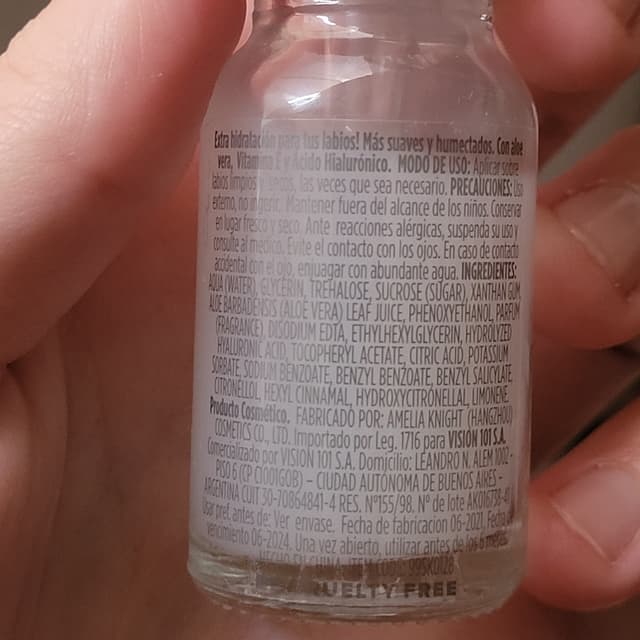 Extra hidratación para tus labios! Más suaves y humectados. Con aloe
vera, Vitamina E y Ácido Hialurónico. MODO DE USO: Aplicar sobre
labios limpios y secos, las veces que sea necesario. PRECAUCIONES: Uso
externo, no ingerir. Mantener fuera del alcance de los niños. Conservar
en lugar fresco y seco. Ante reacciones alérgicas, suspenda su uso y
consulte al medico. Evite el contacto con los ojos. En caso de contacto
accidental con el ojo, enjuagar con abundante agua. INGREDIENTES:
AQUA (WATER), GLYCERIN, TREHALOSE, SUCROSE (SUGAR), XANTHAN GUM,
ALOE BARBADENSIS (ALOE VERA) LEAF JUICE, PHENOXYETHANOL, PARFUM
(FRAGRANCE), DISODIUM EDTA, ETHYLHEXYLGLYCERIN, HYDROLYZED
HYALURONIC ACID, TOCOPHERYL ACETATE, CITRIC ACID, POTASSIUM
SORBATE, SODIUM BENZOATE, BENZYL BENZOATE, BENZYL SALICYLATE,
CITRONELLOL, HEXYL CINNAMAL, HYDROXYCITRONELLAL, LIMONENE.
Producto Cosmético. FABRICADO POR: AMELIA KNIGHT (HANGZHOU)
COSMETICS CO., LTD. Importado por Leg. 1716 para VISION 101 S.A.
Comercializado por VISION 101 S.A. Domicilio: LEANDRO N. ALEM 1002 -
PISO 6 (CP C1001GOB) - CIUDAD AUTÓNOMA DE BUENOS AIRES -
ARGENTINA CUIT 30-70864841-4 RES. N°155/98. N° de lote
Usar pref. antes de: Ver envase. Fecha de fabricacion 06-2021. Fecha
vencimiento 06-2024 Una vez abierto, utilizar antes de los 6 meses.
HECHO EN CHINA.
CRUELTY FREE